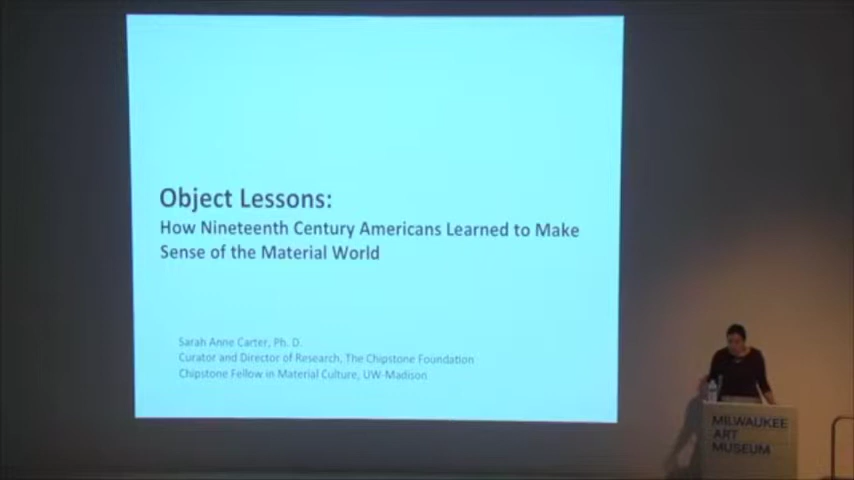 Object Lessons:
How Nineteenth Century Americans Learned to Make
Sense of the Material World
Sarah Anne Carter, Ph. D.
Curator and Director of Research, The Chipstone Foundation
Chipstone Fellow in Material Culture, UW-Madison
MILWAUKEE
ART
MUSEUM